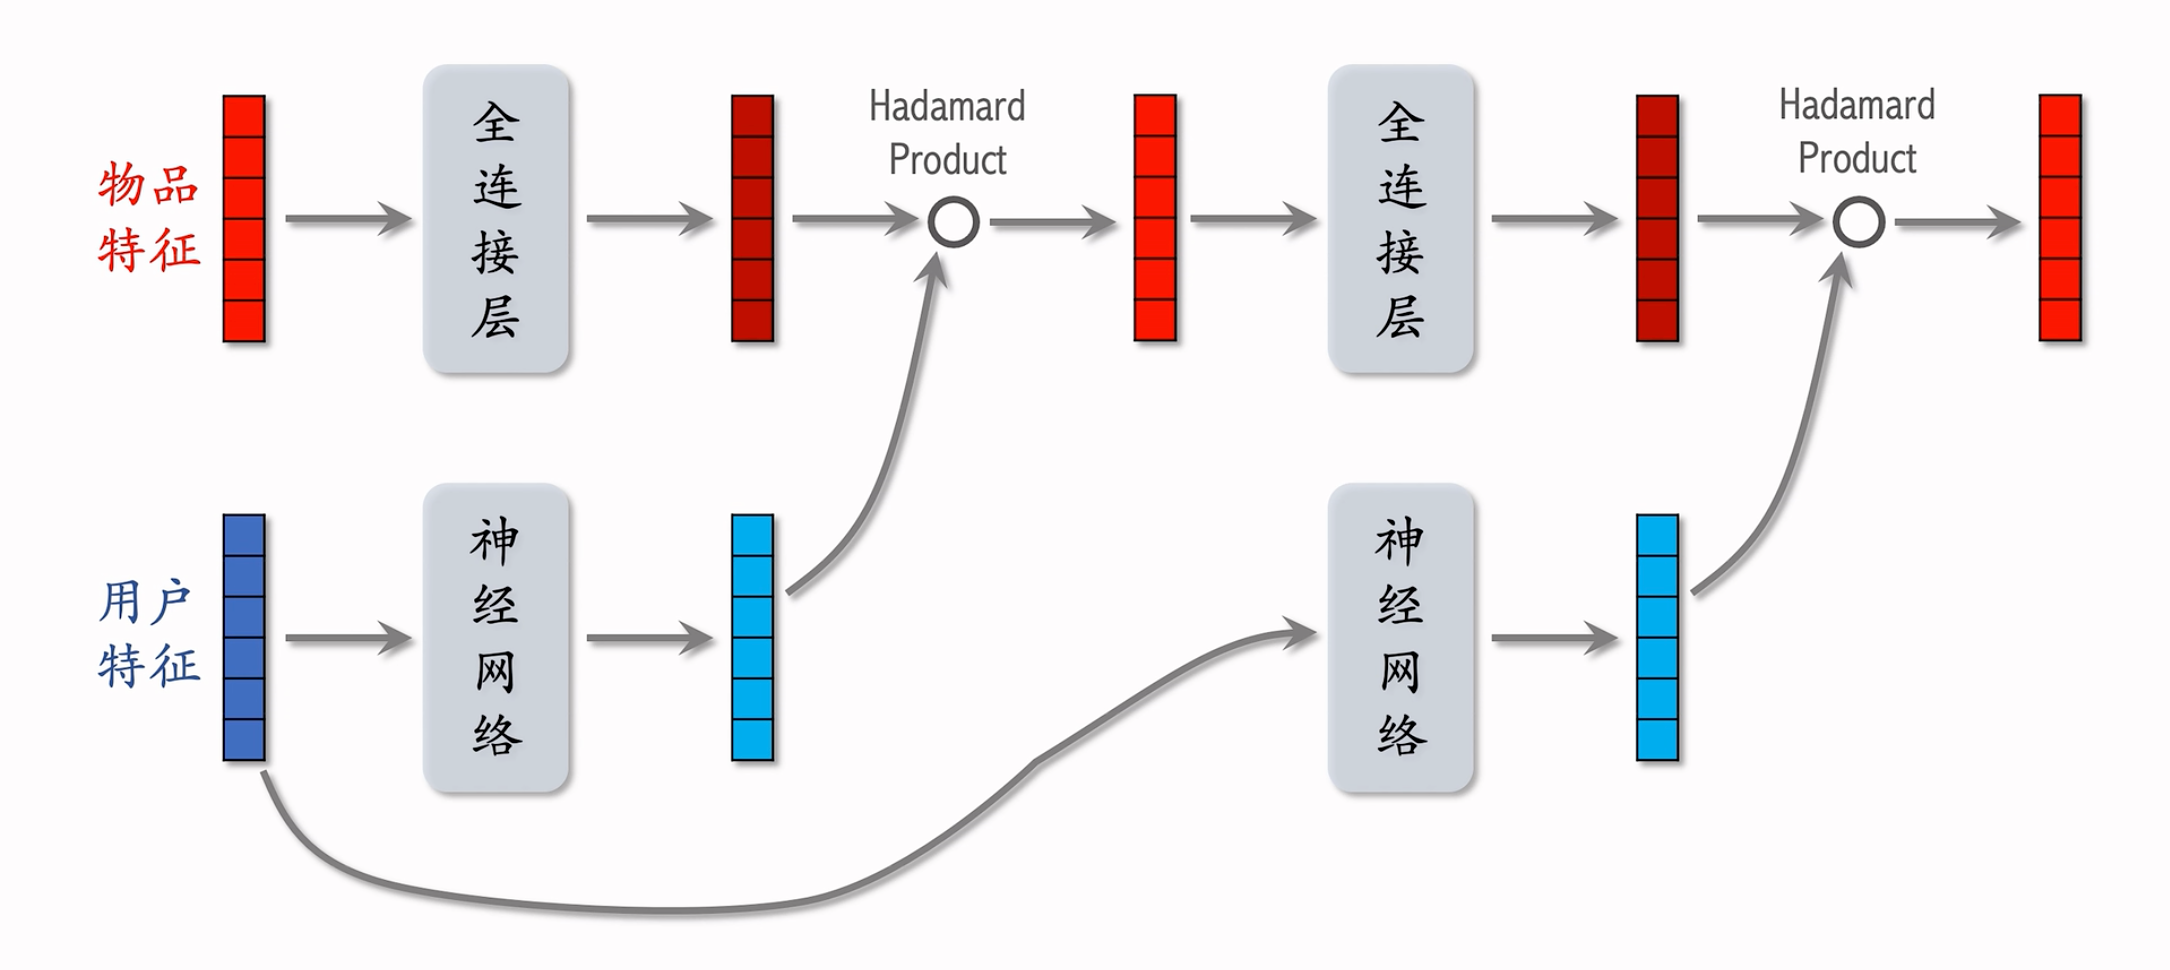 物品
特征
全
连
接
层
Hadamard
Product
全
连
接
层
Hadamard
Product
用户
特征
神
经
网
络
神
经
网
络